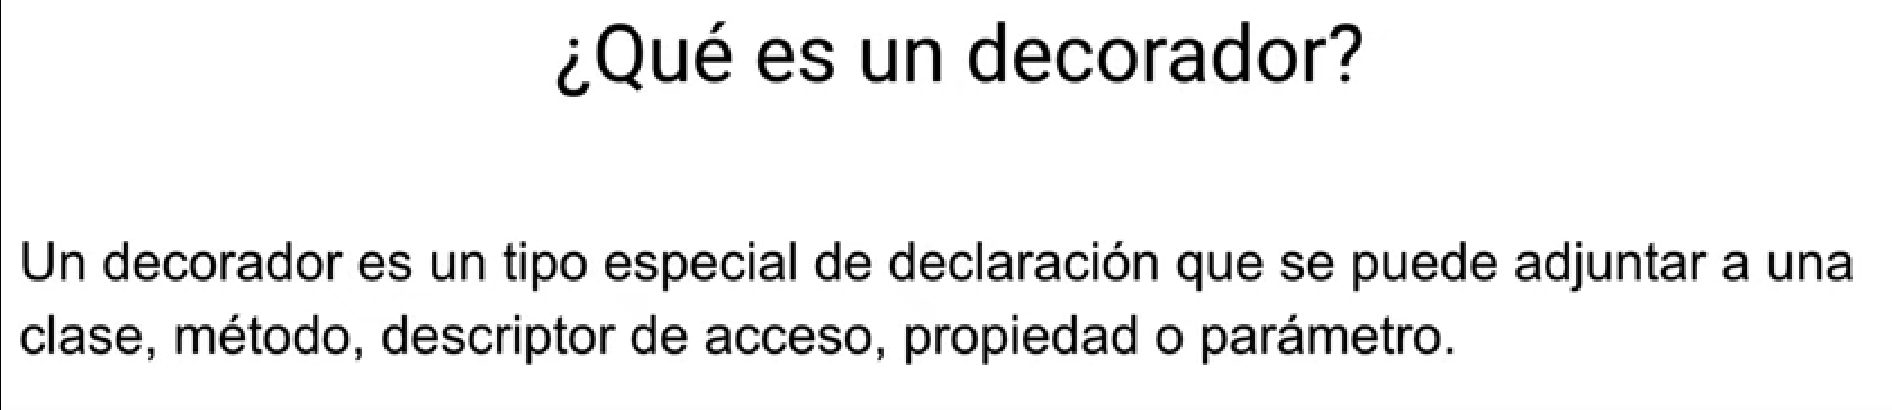 ¿Qué es un decorador?
Un decorador es un tipo especial de declaración que se puede adjuntar a una
clase, método, descriptor de acceso, propiedad o parámetro.